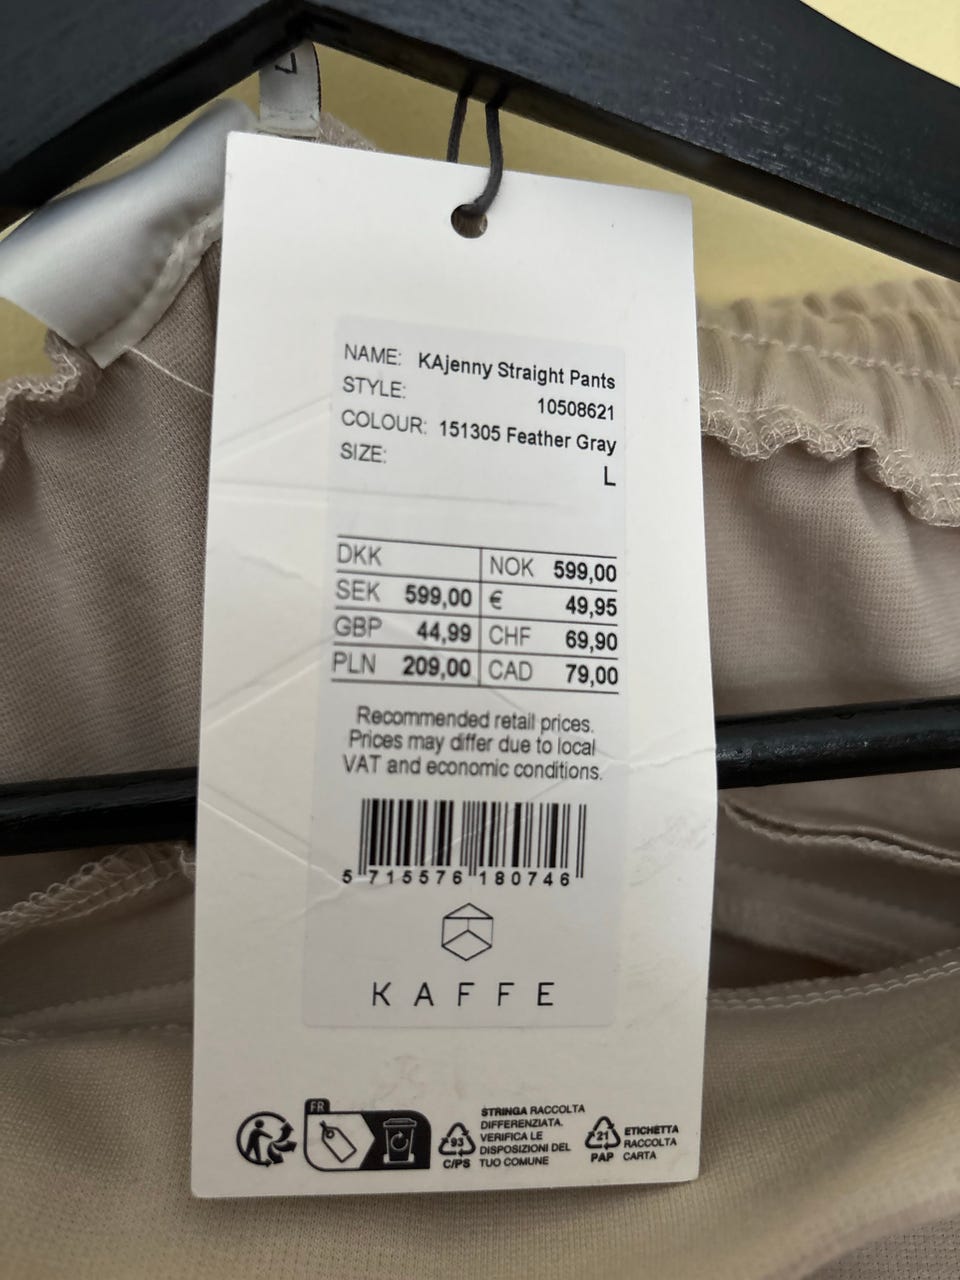 L
NAME: KAjenny Straight Pants
STYLE: 10508621
COLOUR: 151305 Feather Gray
SIZE: L
DKK NOK 599,00
SEK 599,00 € 49,95
GBP 44,99 CHF 69,90
PLN 209,00 CAD 79,00
Recommended retail prices.
Prices may differ due to local
VAT and economic conditions.
5 715576 180746
KAFFE
FR
93
C/PS
STRINGA RACCOLTA
DIFFERENZIATA.
VERIFICA LE
DISPOSIZIONI DEL
TUO COMUNE
21
PAP
ETICHETTA
RACCOLTA
CARTA